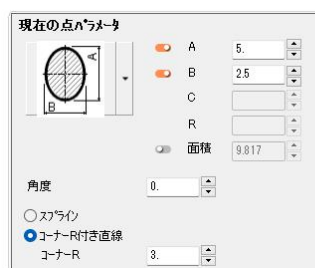 現在の点ﾊﾟﾗﾒｰﾀ
A
B
A 5.
B 2.5
C
R
面積 9.817
角度 0.
スプライン
コーナーR付き直線
コーナーR 3.